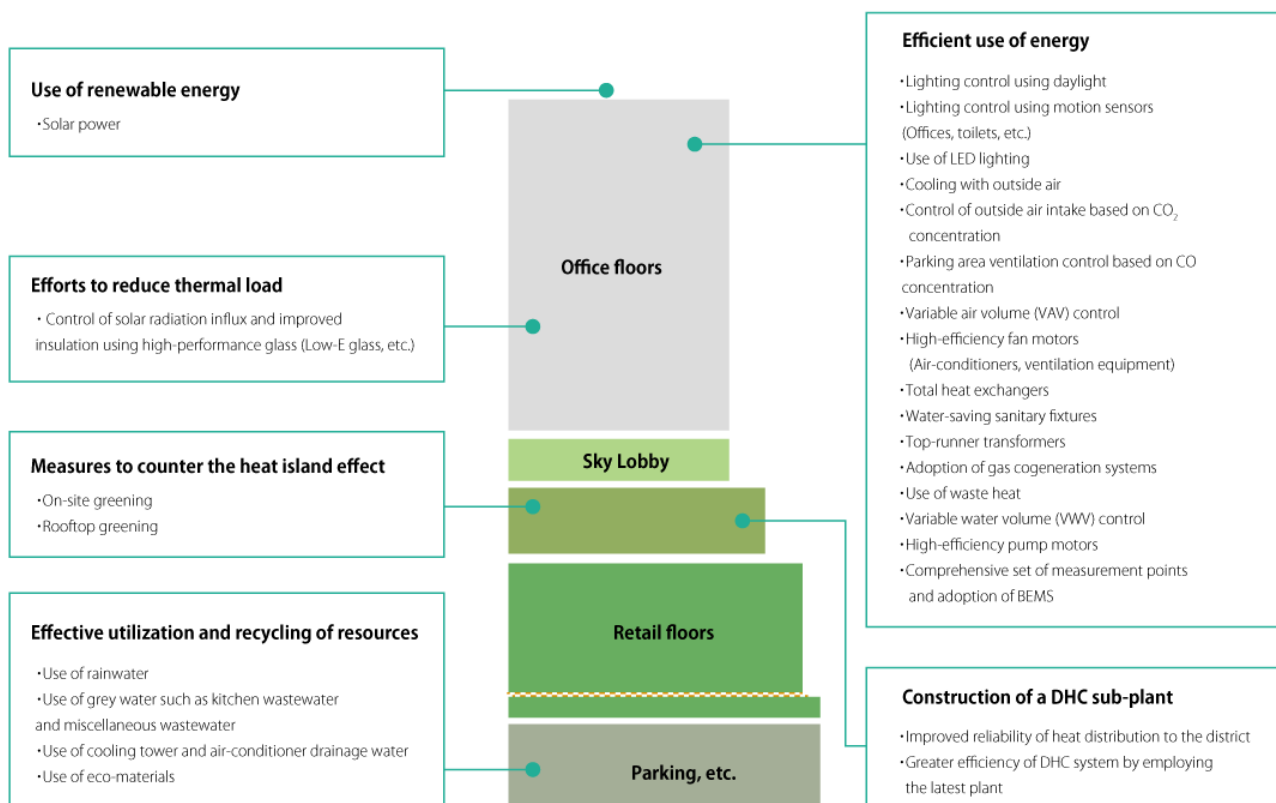 Use of renewable energy
・Solar power
Efforts to reduce thermal load
・Control of solar radiation influx and improved
insulation using high-performance glass (Low-E glass, etc.)
Measures to counter the heat island effect
・On-site greening
・Rooftop greening
Effective utilization and recycling of resources
・Use of rainwater
・Use of grey water such as kitchen wastewater
and miscellaneous wastewater
・Use of cooling tower and air-conditioner drainage water
・Use of eco-materials
Office floors
Sky Lobby
Retail floors
Parking, etc.
Efficient use of energy
・Lighting control using daylight
・Lighting control using motion sensors
(Offices, toilets, etc.)
・Use of LED lighting
・Cooling with outside air
・Control of outside air intake based on CO₂
concentration
・Parking area ventilation control based on CO
concentration
・Variable air volume (VAV) control
・High-efficiency fan motors
(Air-conditioners, ventilation equipment)
・Total heat exchangers
・Water-saving sanitary fixtures
・Top-runner transformers
・Adoption of gas cogeneration systems
・Use of waste heat
・Variable water volume (VWV) control
・High-efficiency pump motors
・Comprehensive set of measurement points
and adoption of BEMS
Construction of a DHC sub-plant
・Improved reliability of heat distribution to the district
・Greater efficiency of DHC system by employing
the latest plant